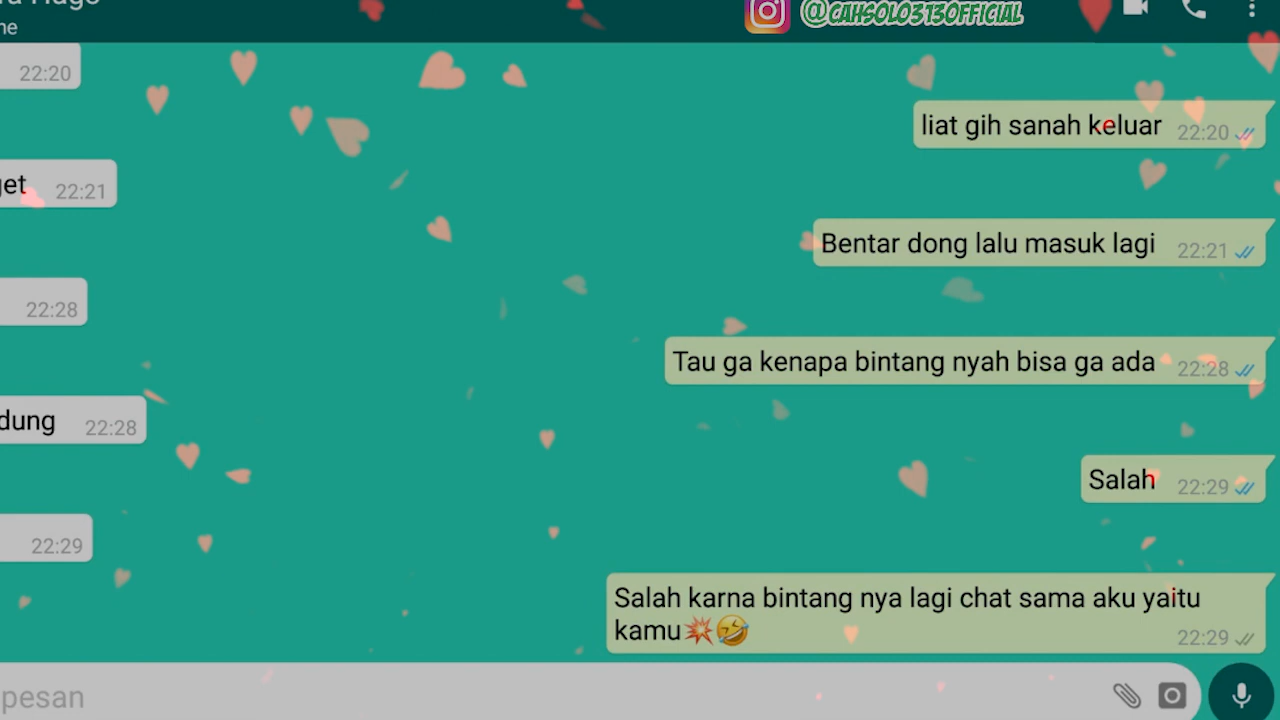 @CAHSOLO3130FFICIAL
22:20
liat gih sanah keluar 22:20
22:21
Bentar dong lalu masuk lagi 22:21
22:28
Tau ga kenapa bintang nyah bisa ga ada 22:28
dung 22:28
Salah 22:29
22:29
Salah karna bintang nya lagi chat sama aku yaitu
kamu💥🤣 22:29
pesan